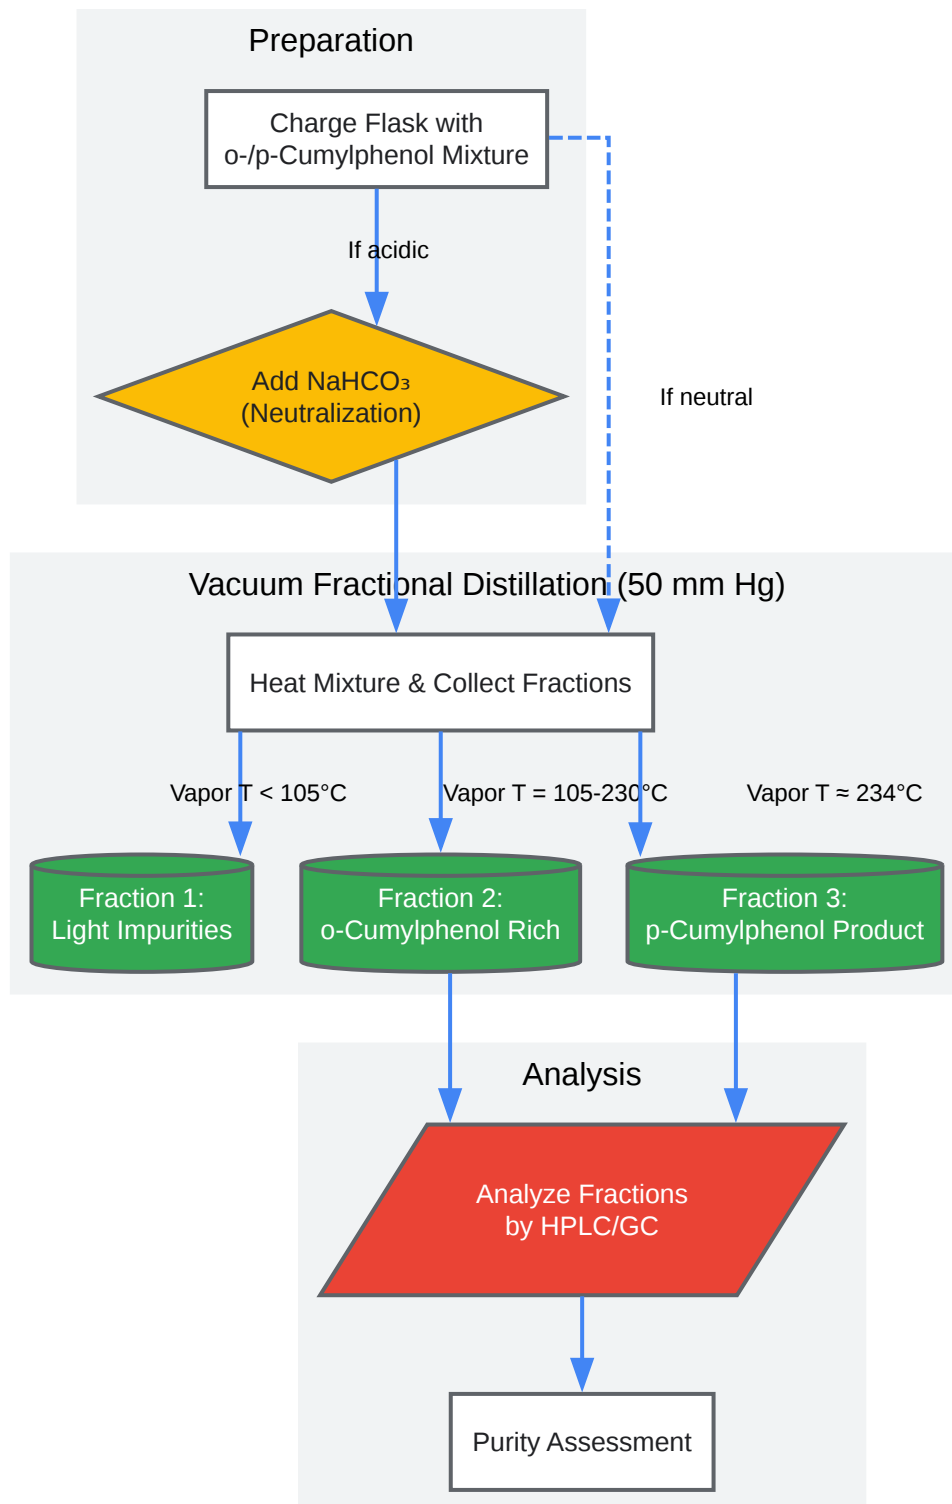 Preparation
Charge Flask with
o-/p-Cumylphenol Mixture
If acidic
Add NaHCO₃
(Neutralization)
If neutral
Vacuum Fractional Distillation (50 mm Hg)
Heat Mixture & Collect Fractions
Vapor T < 105°C
Vapor T = 105-230°C
Vapor T ≈ 234°C
Fraction 1:
Light Impurities
Fraction 2:
o-Cumylphenol Rich
Fraction 3:
p-Cumylphenol Product
Analysis
Analyze Fractions
by HPLC/GC
Purity Assessment